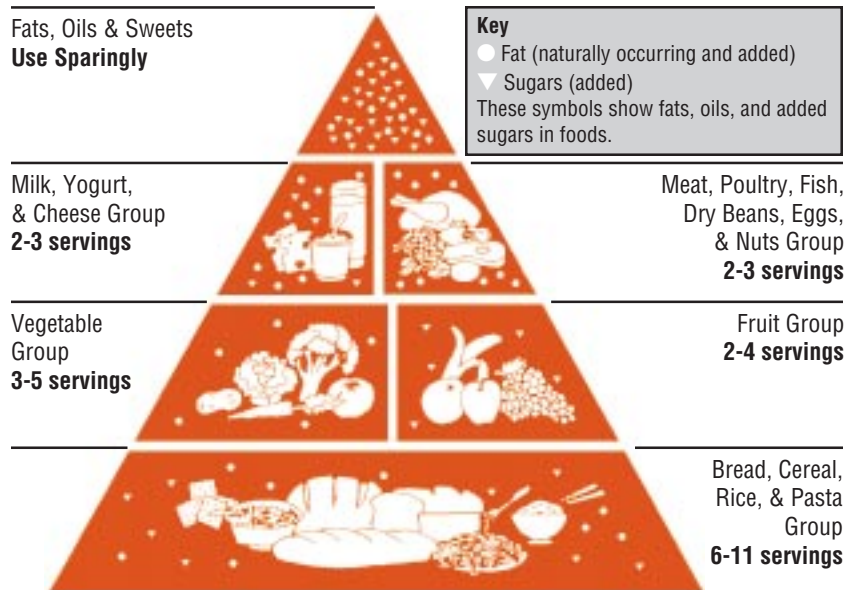 Fats, Oils & Sweets
Use Sparingly
Key
Fat (naturally occurring and added)
Sugars (added)
These symbols show fats, oils, and added
sugars in foods.
Milk, Yogurt,
& Cheese Group
2-3 servings
Meat, Poultry, Fish,
Dry Beans, Eggs,
& Nuts Group
2-3 servings
Vegetable
Group
3-5 servings
Fruit Group
2-4 servings
Bread, Cereal,
Rice, & Pasta
Group
6-11 servings